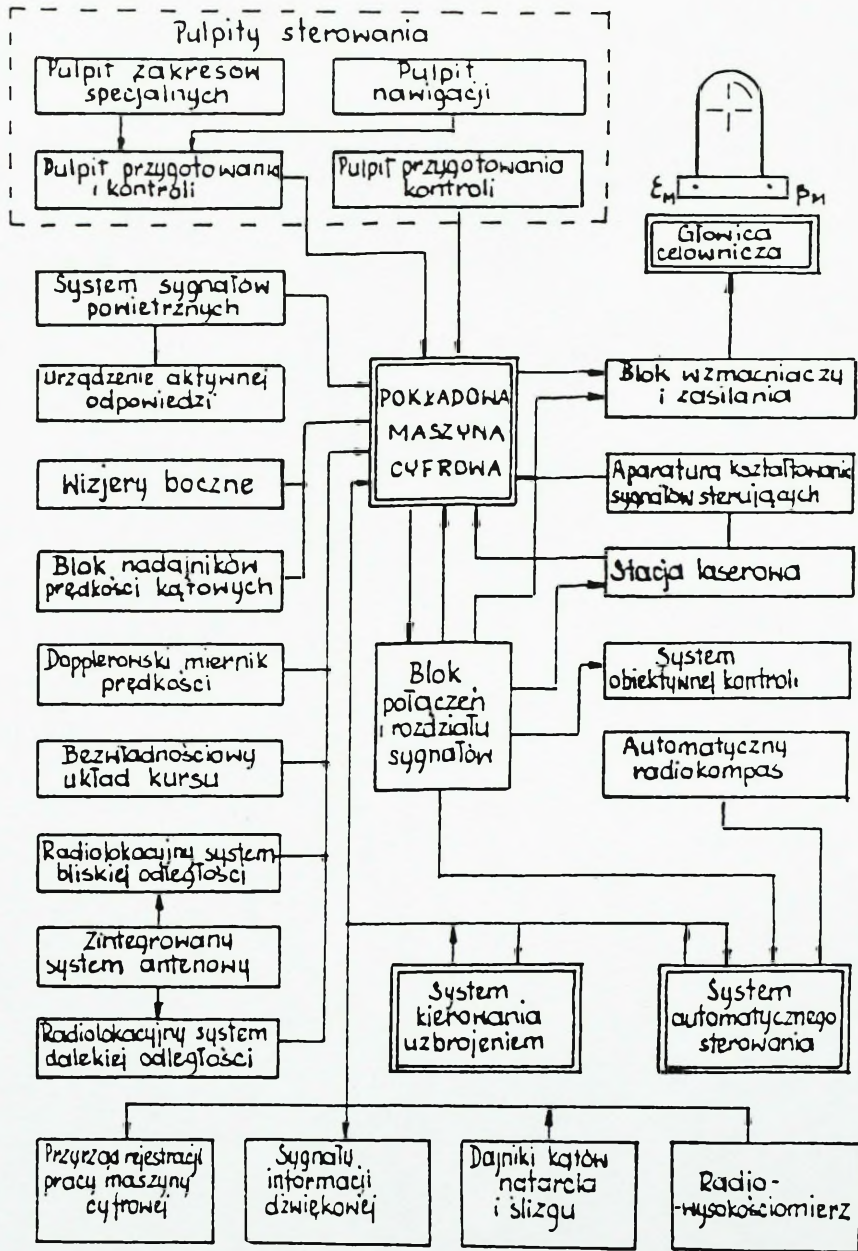 Pulpity sterowania
Pulpit zakresów
specjalnych
Pulpit
nawigacji
Pulpit przygotowania
i kontroli
Pulpit przygotowania
kontroli
εM
βM
Głowica
celownicza
System sygnałów
powietrznych
Urządzenie aktywnej
odpowiedzi
Wizjery boczne
Blok nadajników
prędkości kątowych
Dopplerowski miernik
prędkości
Bezwładnościowy
układ kursu
Radiolokacyjny system
bliskiej odległości
Zintegrowany
system antenowy
Radiolokacyjny system
dalekiej odległości
POKŁADOWA
MASZYNA
CYFROWA
Blok wzmacniaczy
i zasilania
Aparatura kształtowania
sygnałów sterujących
Stacja laserowa
Blok
połączeń
i rozdziału
sygnałów
System
obiektywnej kontroli
Automatyczny
radiokompas
System
kierowania
uzbrojeniem
System
automatycznego
sterowania
Przyrząd rejestracji
pracy maszyny
cyfrowej
Sygnały
informacji
dzwiękowej
Dajniki kątów
natarcia
i ślizgu
Radio-
-wysokościomierz